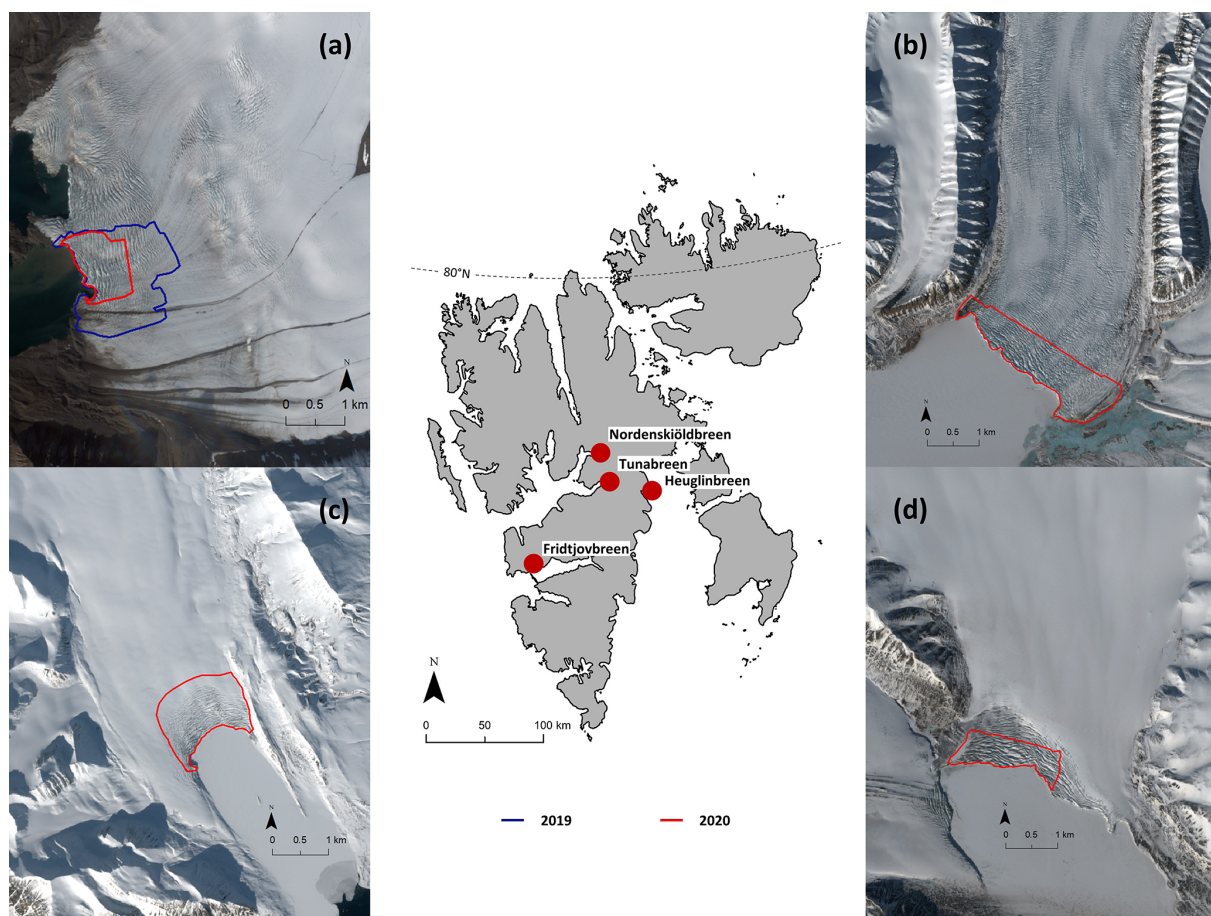 (a)
N
0 0.5 1 km
(b)
N
0 0.5 1 km
80°N
Nordenskiöldbreen
Tunabreen
Heuglinbreen
Fridtjovbreen
N
0 50 100 km
2019 2020
(c)
N
0 0.5 1 km
(d)
N
0 0.5 1 km